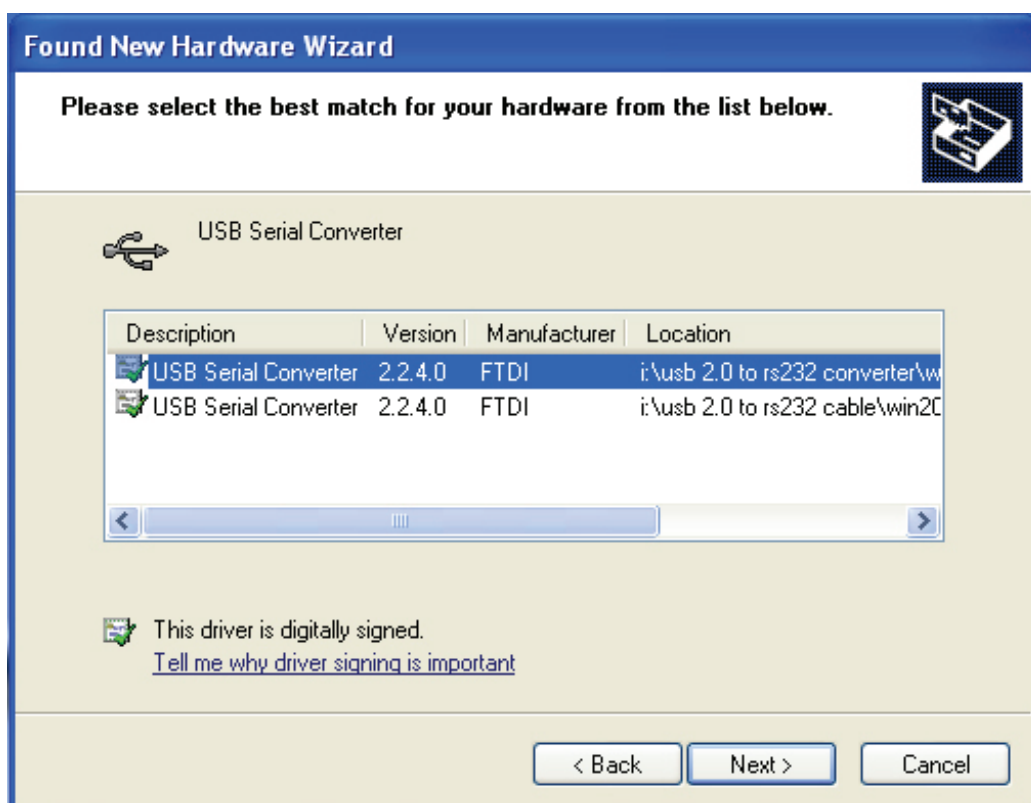 Found New Hardware Wizard
Please select the best match for your hardware from the list below.
USB Serial Converter
Description Version Manufacturer Location
USB Serial Converter 2.2.4.0 FTDI i:\usb 2.0 to rs232 converter\w
USB Serial Converter 2.2.4.0 FTDI i:\usb 2.0 to rs232 cable\win20
This driver is digitally signed.
Tell me why driver signing is important
< Back Next > Cancel